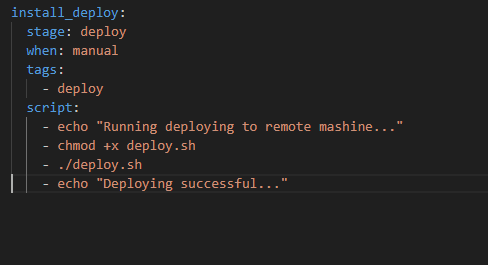 install_deploy:
  stage: deploy
  when: manual
  tags:
    - deploy
  script:
    - echo "Running deploying to remote mashine..."
    - chmod +x deploy.sh
    - ./deploy.sh
    - echo "Deploying successful..."